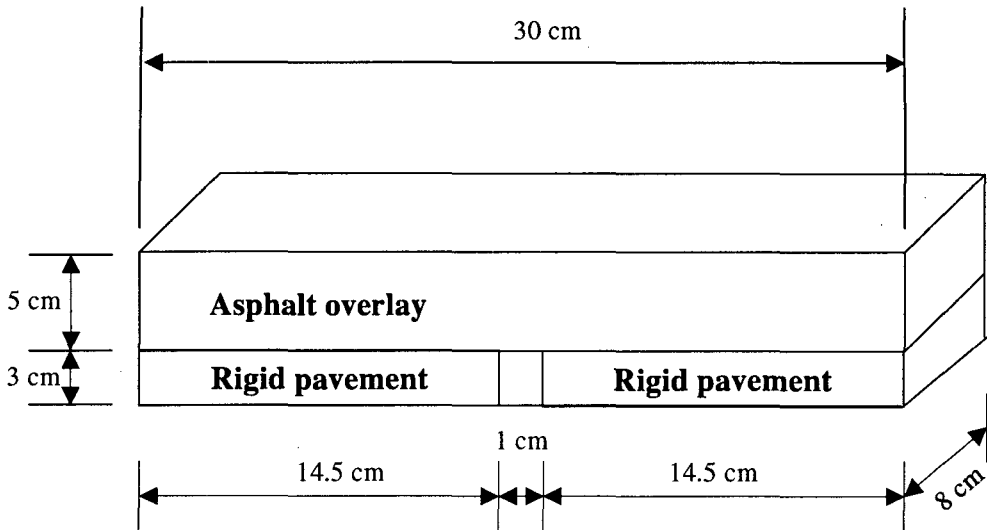 30 cm
5 cm
Asphalt overlay
3 cm
Rigid pavement
Rigid pavement
1 cm
14.5 cm
14.5 cm
8 cm